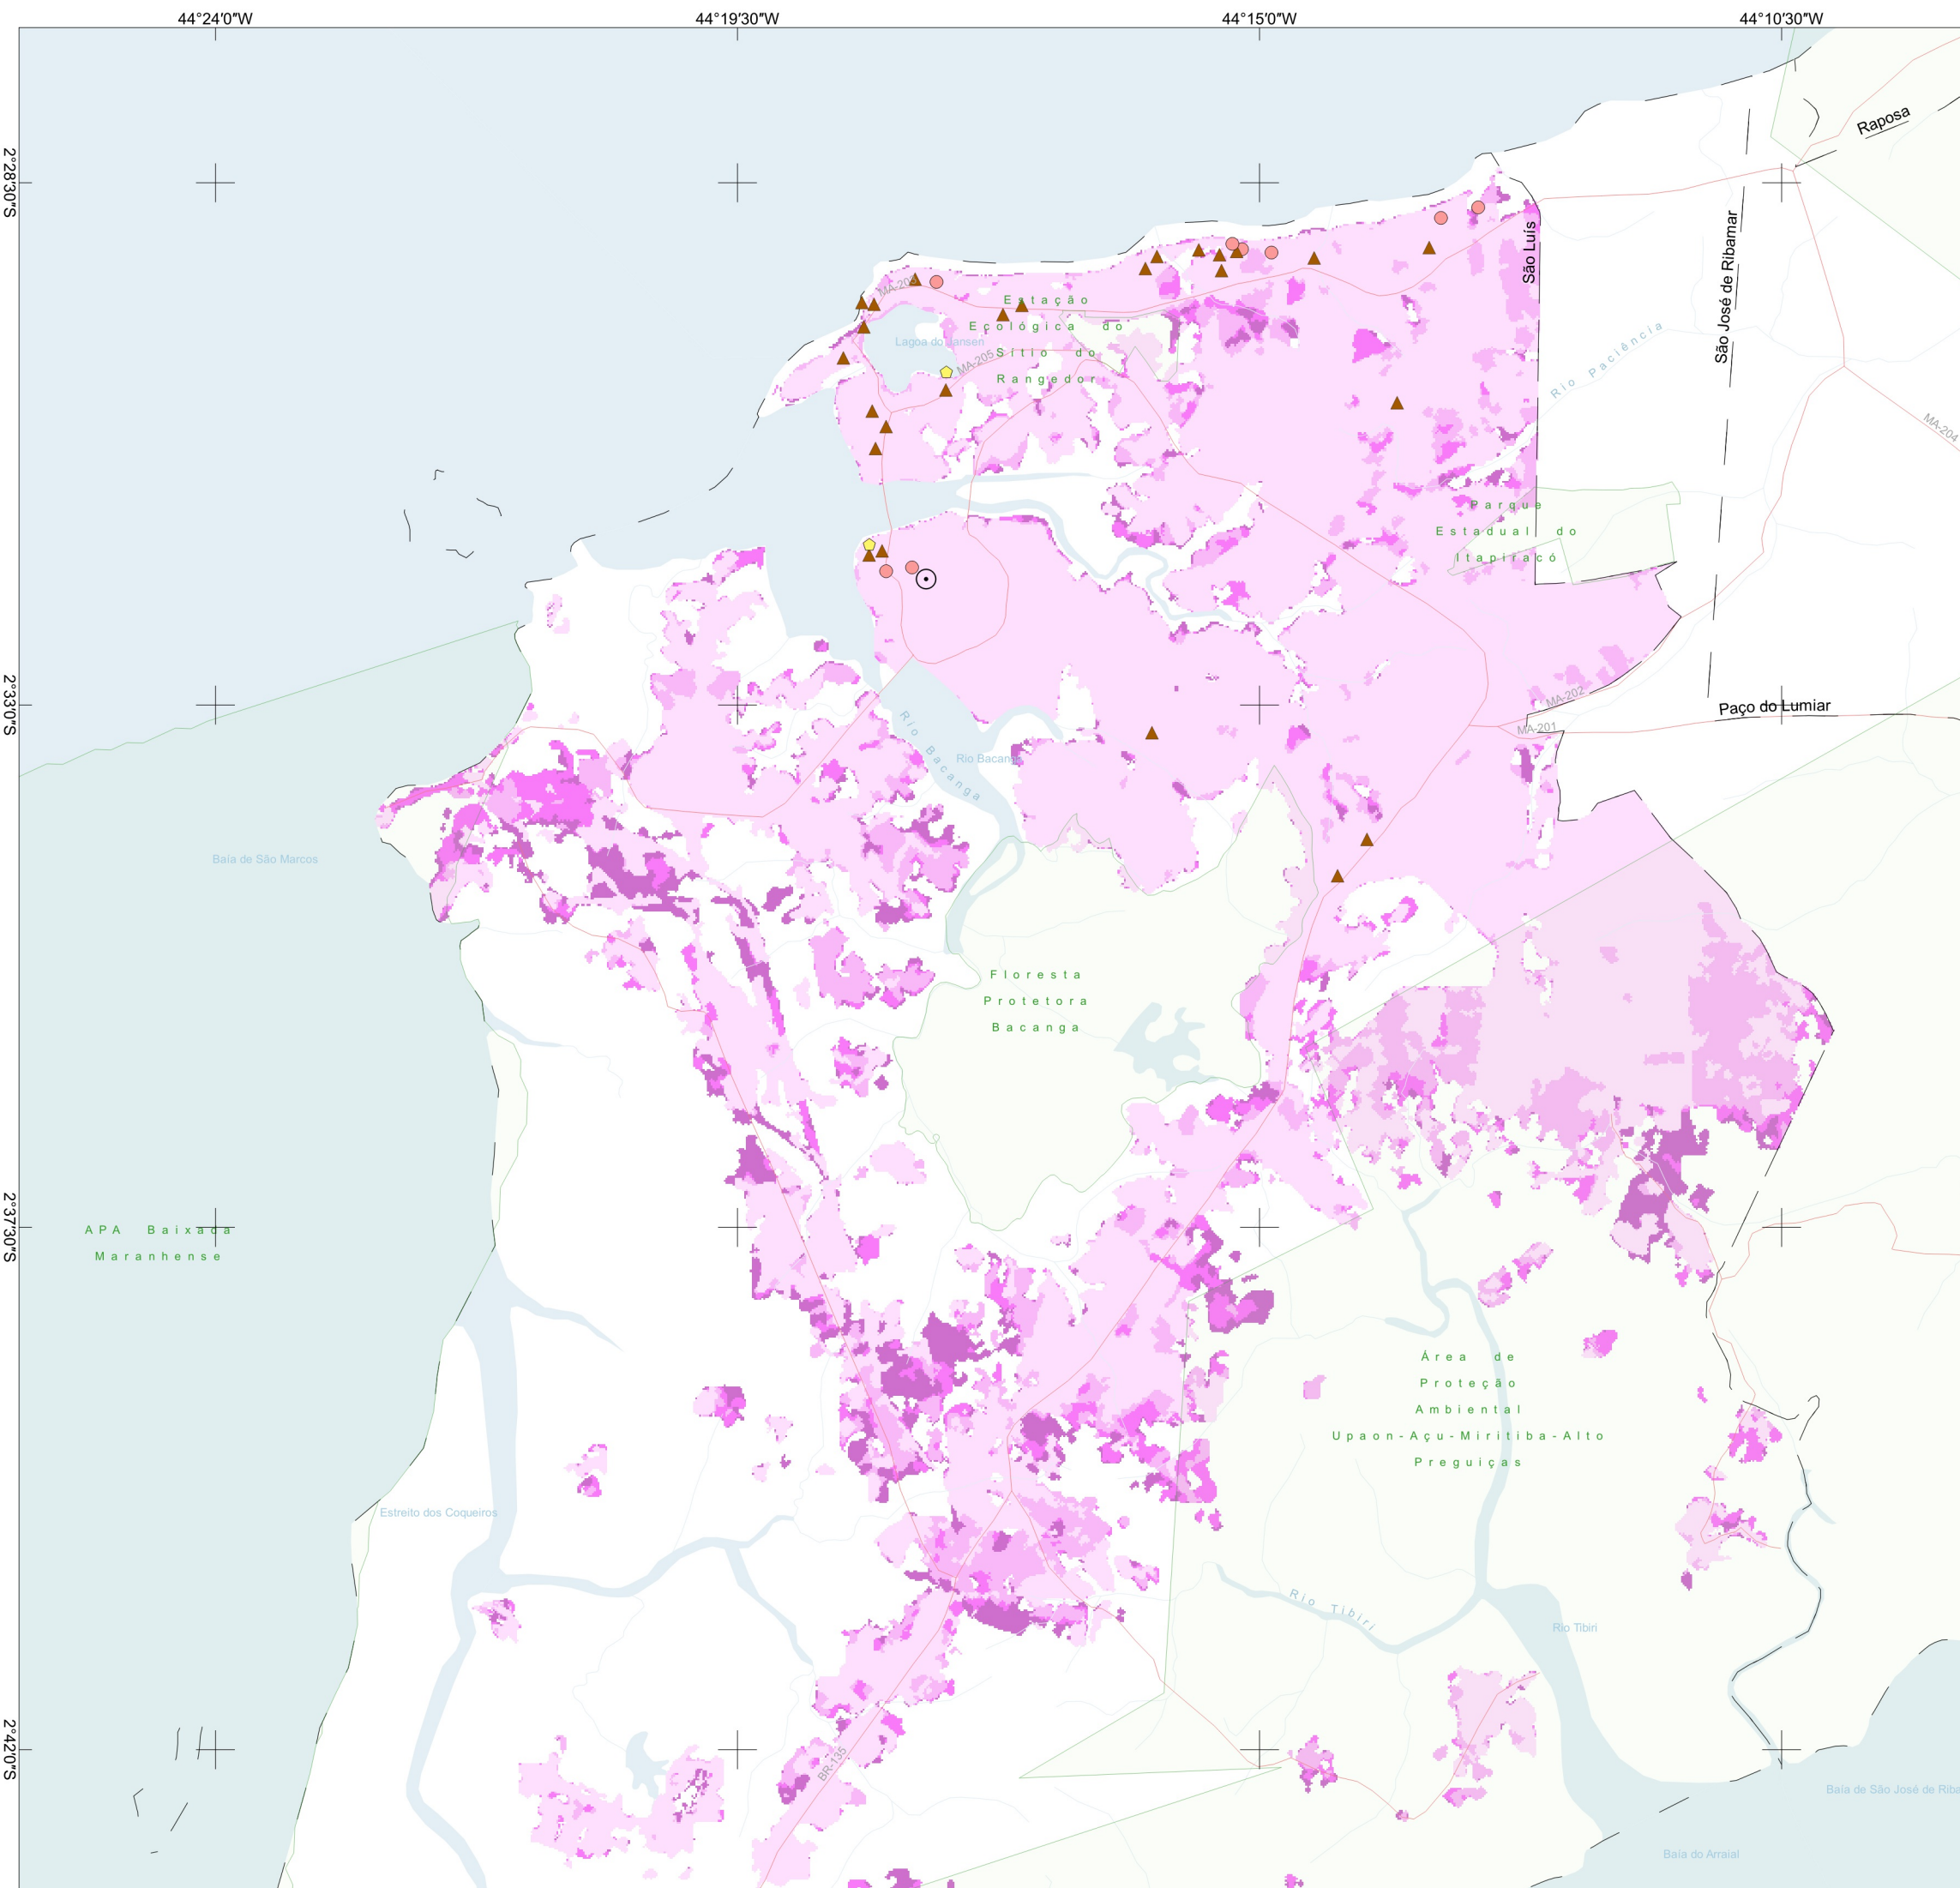 44°24'0"W
44°19'30"W
44°15'0"W
44°10'30"W
Raposa
2°28'30"S
São Luís
São José de Ribamar
MA-203
Estação
Ecológica do
Sítio do
Rangedor
Lagoa do Jansen
MA-205
Rio Paciência
MA-204
Parque
Estadual do
Itapiracó
2°33'0"S
MA-202
Paço do Lumiar
MA-201
Rio Bacanga
Rio Bacanga
Baía de São Marcos
Floresta
Protetora
Bacanga
2°37'30"S
APA Baixada
Maranhense
Área de
Proteção
Ambiental
Upaon-Açu-Miritiba-Alto
Preguiças
Estreito dos Coqueiros
Rio Tibiri
Rio Tibiri
2°42'0"S
BR-135
Baía de São José de Riba
Baía do Arraial